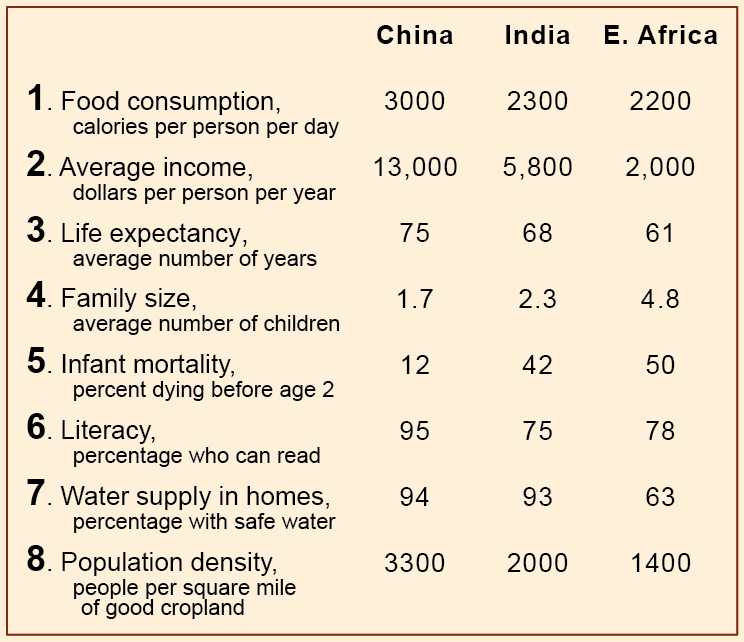 China India E. Africa
1. Food consumption, 3000 2300 2200
calories per person per day
2. Average income, 13,000 5,800 2,000
dollars per person per year
3. Life expectancy, 75 68 61
average number of years
4. Family size, 1.7 2.3 4.8
average number of children
5. Infant mortality, 12 42 50
percent dying before age 2
6. Literacy, 95 75 78
percentage who can read
7. Water supply in homes, 94 93 63
percentage with safe water
8. Population density, 3300 2000 1400
people per square mile
of good cropland